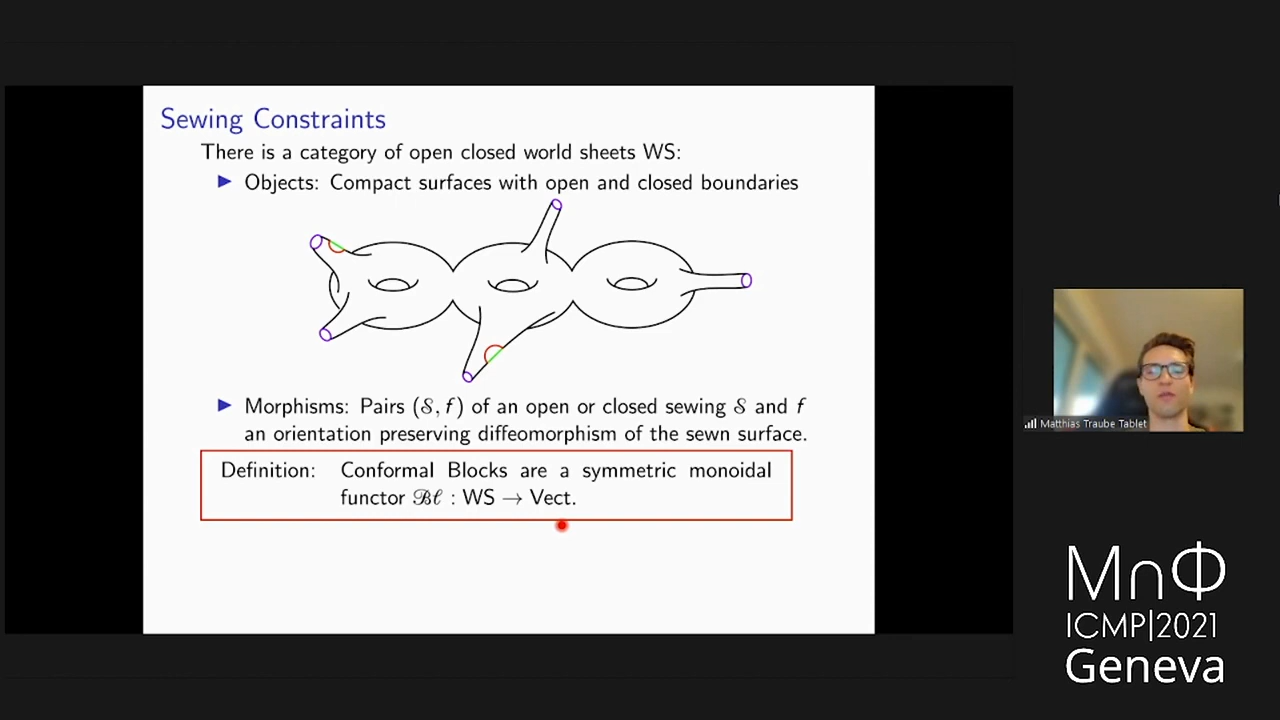 Sewing Constraints
There is a category of open closed world sheets WS:
▶ Objects: Compact surfaces with open and closed boundaries
▶ Morphisms: Pairs (𝒮, f) of an open or closed sewing 𝒮 and f
an orientation preserving diffeomorphism of the sewn surface.
Definition: Conformal Blocks are a symmetric monoidal
functor ℬℓ : WS → Vect.
Matthias Traube Tablet
M∩Φ
ICMP|2021
Geneva